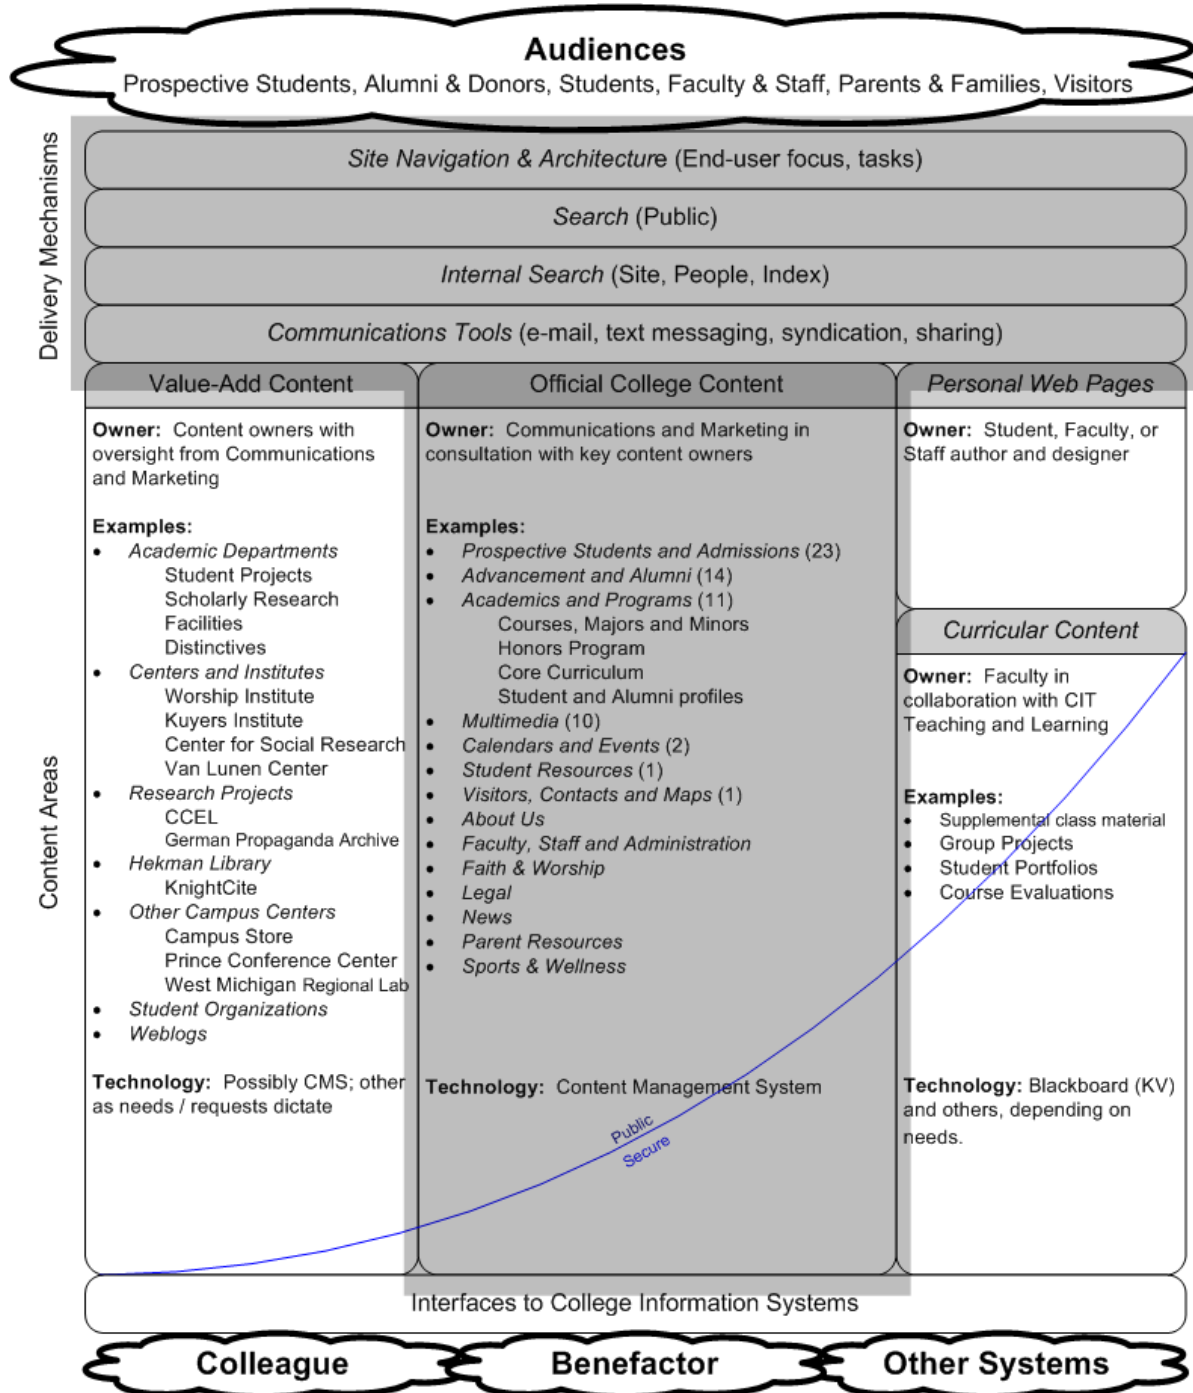 Audiences
Prospective Students, Alumni & Donors, Students, Faculty & Staff, Parents & Families, Visitors
Delivery Mechanisms
Site Navigation & Architecture (End-user focus, tasks)
Search (Public)
Internal Search (Site, People, Index)
Communications Tools (e-mail, text messaging, syndication, sharing)
Content Areas
Value-Add Content
Owner: Content owners with
oversight from Communications
and Marketing
Examples:
• Academic Departments
Student Projects
Scholarly Research
Facilities
Distinctives
• Centers and Institutes
Worship Institute
Kuyers Institute
Center for Social Research
Van Lunen Center
• Research Projects
CCEL
German Propaganda Archive
• Hekman Library
KnightCite
• Other Campus Centers
Campus Store
Prince Conference Center
West Michigan Regional Lab
• Student Organizations
• Weblogs
Technology: Possibly CMS; other
as needs / requests dictate
Official College Content
Owner: Communications and Marketing in
consultation with key content owners
Examples:
• Prospective Students and Admissions (23)
• Advancement and Alumni (14)
• Academics and Programs (11)
Courses, Majors and Minors
Honors Program
Core Curriculum
Student and Alumni profiles
• Multimedia (10)
• Calendars and Events (2)
• Student Resources (1)
• Visitors, Contacts and Maps (1)
• About Us
• Faculty, Staff and Administration
• Faith & Worship
• Legal
• News
• Parent Resources
• Sports & Wellness
Technology: Content Management System
Public
Secure
Personal Web Pages
Owner: Student, Faculty, or
Staff author and designer
Curricular Content
Owner: Faculty in
collaboration with CIT
Teaching and Learning
Examples:
• Supplemental class material
• Group Projects
• Student Portfolios
• Course Evaluations
Technology: Blackboard (KV)
and others, depending on
needs.
Interfaces to College Information Systems
Colleague
Benefactor
Other Systems